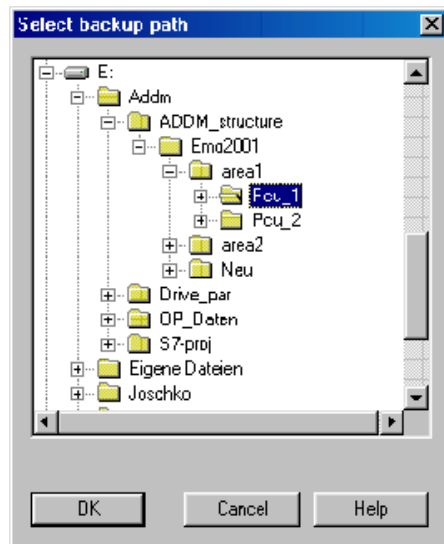 Select backup path
E:
Addm
ADDM_structure
Emo2001
area1
Pcu_1
Pcu_2
area2
Neu
Drive_par
OP_Daten
S7-proj
Eigene Dateien
Joschko
OK
Cancel
Help